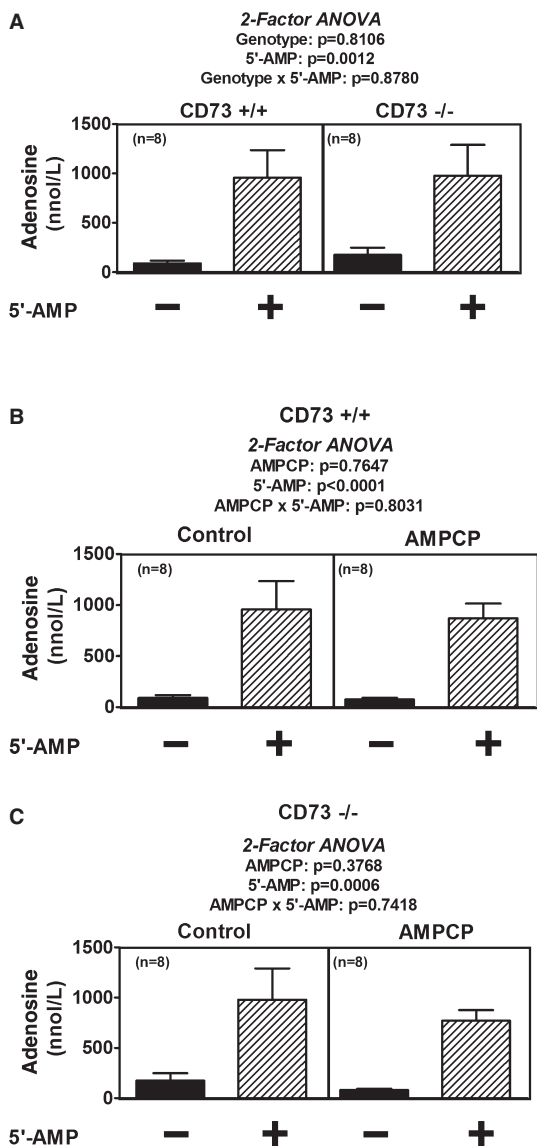 A
2-Factor ANOVA
Genotype: p=0.8106
5'-AMP: p=0.0012
Genotype x 5'-AMP: p=0.8780
CD73 +/+ CD73 -/-
(n=8) (n=8)
1500
1000
500
0
Adenosine
(nnol/L)
5'-AMP − + − +
B
CD73 +/+
2-Factor ANOVA
AMPCP: p=0.7647
5'-AMP: p<0.0001
AMPCP x 5'-AMP: p=0.8031
Control AMPCP
(n=8) (n=8)
1500
1000
500
0
Adenosine
(nnol/L)
5'-AMP − + − +
C
CD73 -/-
2-Factor ANOVA
AMPCP: p=0.3768
5'-AMP: p=0.0006
AMPCP x 5'-AMP: p=0.7418
Control AMPCP
(n=8) (n=8)
1500
1000
500
0
Adenosine
(nnol/L)
5'-AMP − + − +